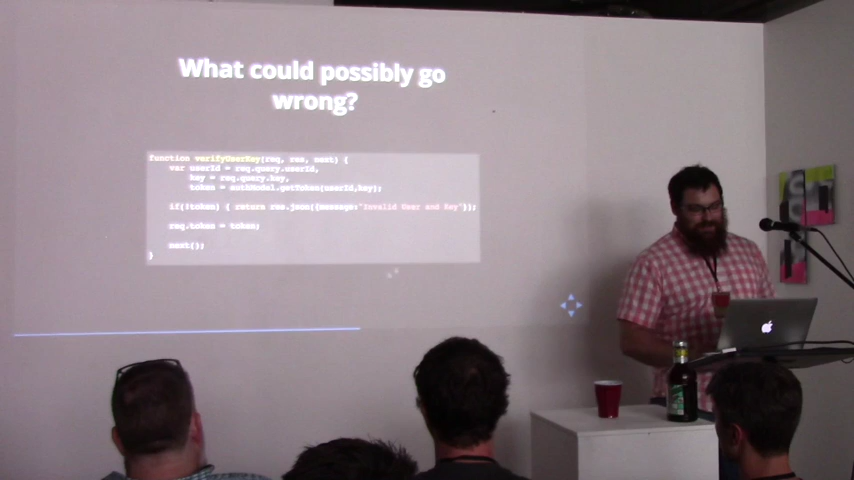 What could possibly go
wrong?
function verifyUserKey(req, res, next) {
var userId = req.query.userId,
key = req.query.key,
token = authModel.getToken(userId,key);
if(!token) { return res.json({message:"Invalid User and Key"});
req.token = token;
next();
}